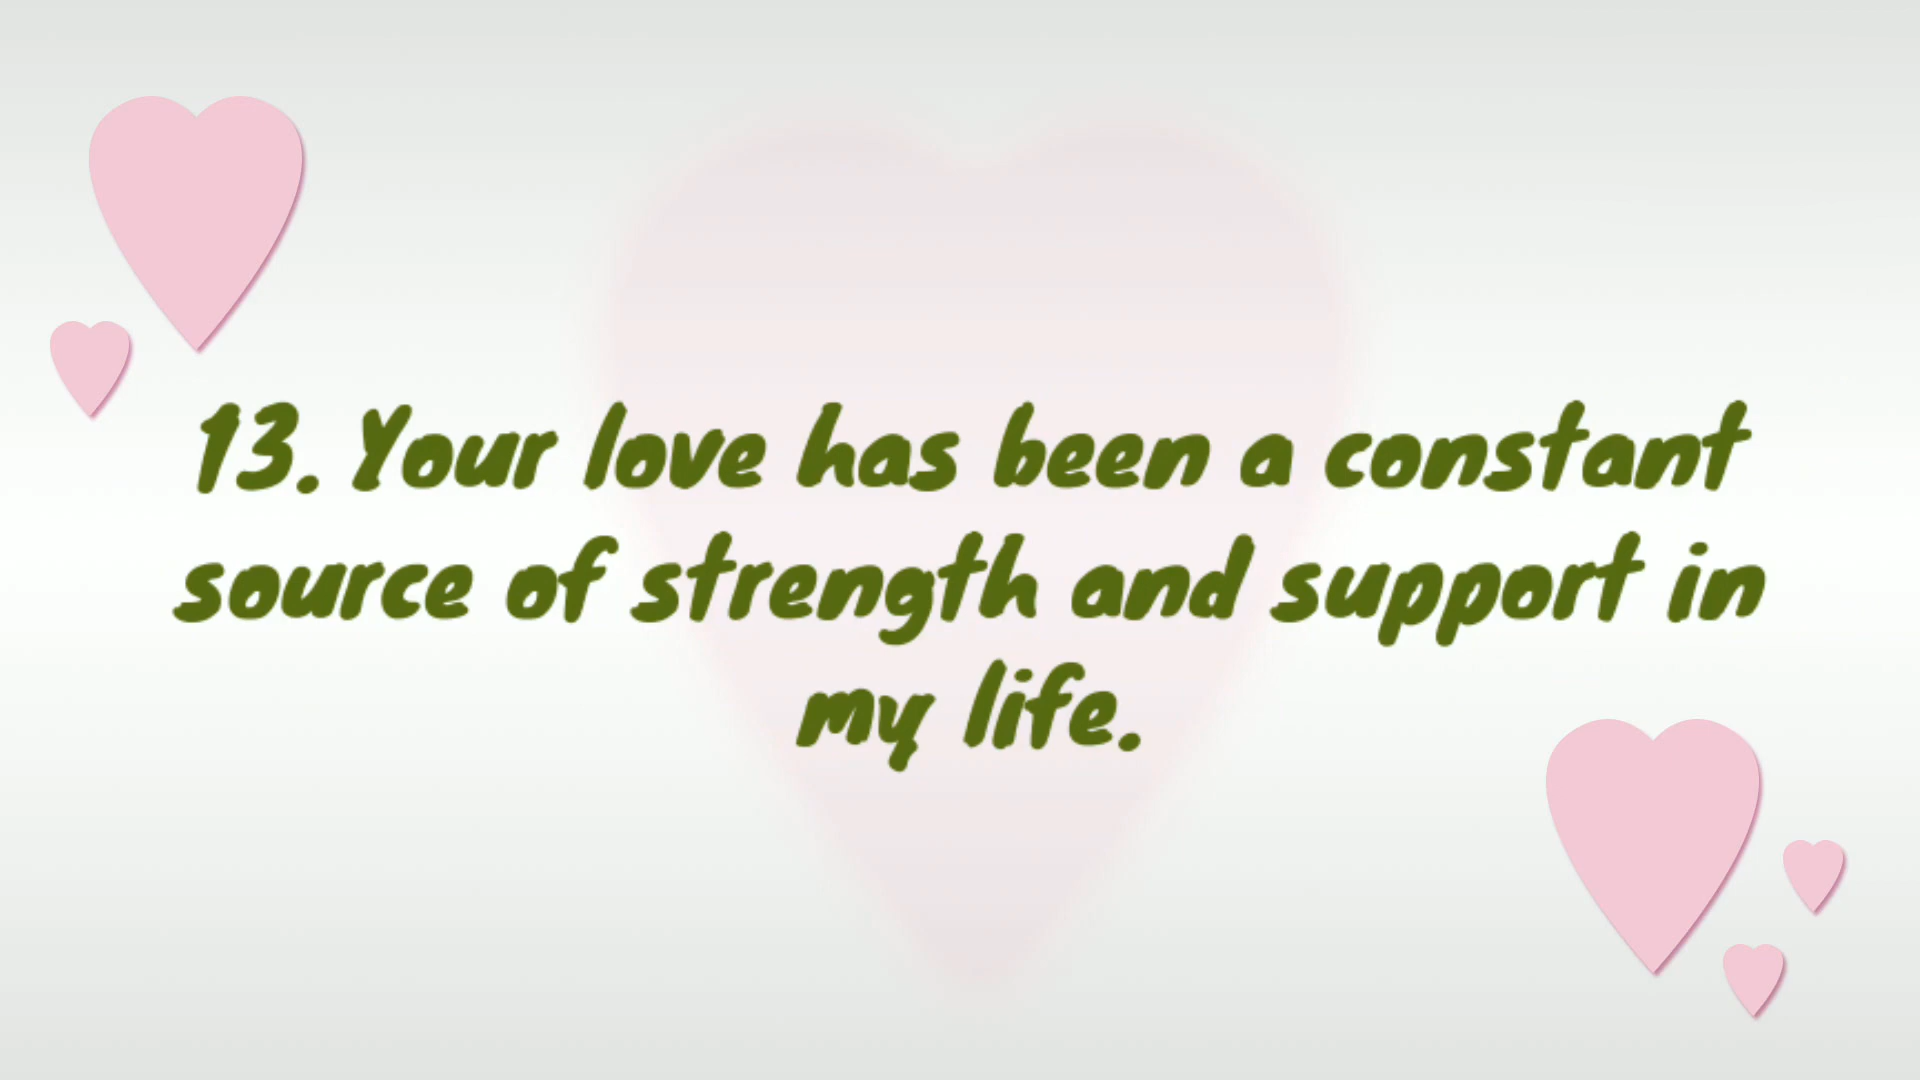 13. Your love has been a constant
source of strength and support in
my life.